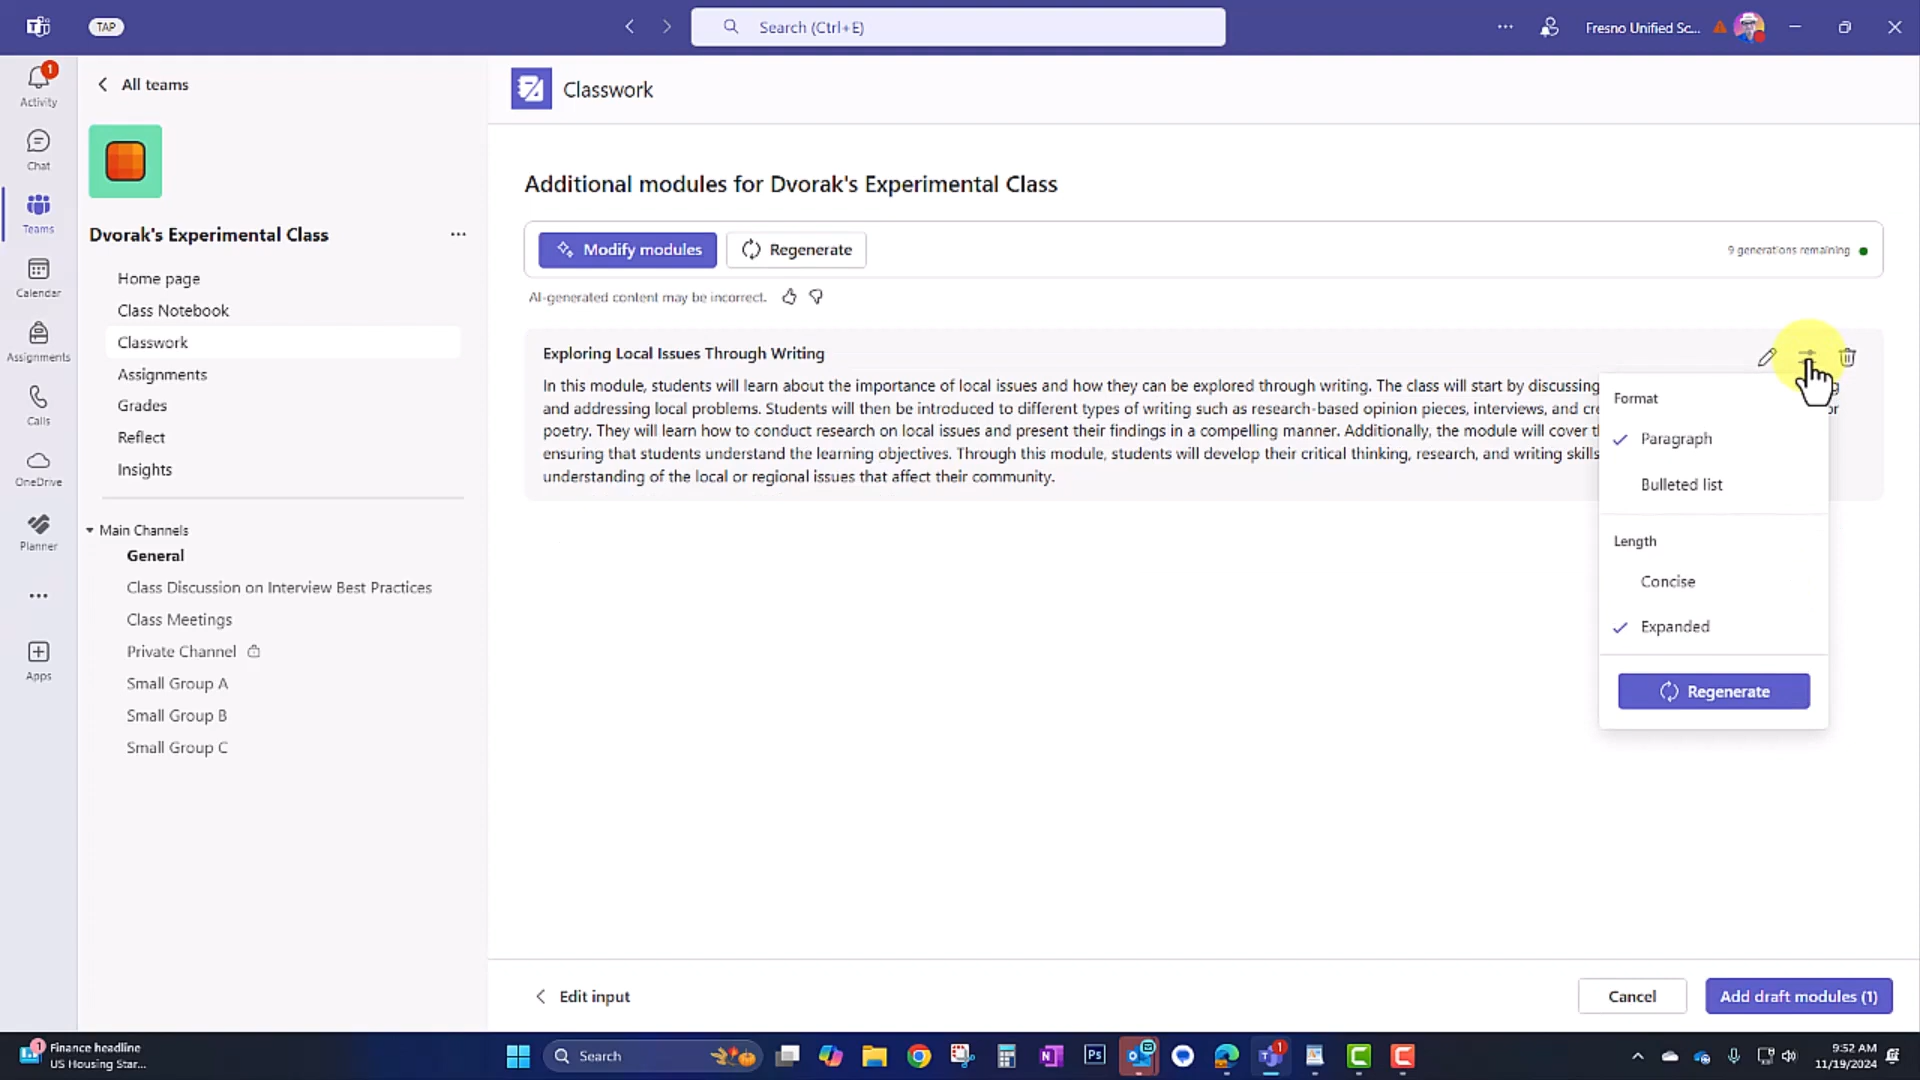 TAP
Search (Ctrl+E)
Fresno Unified Sc...
1
Activity
Chat
Teams
Calendar
Assignments
Calls
OneDrive
Planner
Apps
All teams
Dvorak's Experimental Class
Home page
Class Notebook
Classwork
Assignments
Grades
Reflect
Insights
Main Channels
General
Class Discussion on Interview Best Practices
Class Meetings
Private Channel
Small Group A
Small Group B
Small Group C
Classwork
Additional modules for Dvorak's Experimental Class
Modify modules
Regenerate
9 generations remaining
AI-generated content may be incorrect.
Exploring Local Issues Through Writing
In this module, students will learn about the importance of local issues and how they can be explored through writing. The class will start by discussing
and addressing local problems. Students will then be introduced to different types of writing such as research-based opinion pieces, interviews, and
poetry. They will learn how to conduct research on local issues and present their findings in a compelling manner. Additionally, the module will cover
ensuring that students understand the learning objectives. Through this module, students will develop their critical thinking, research, and writing skills
understanding of the local or regional issues that affect their community.
Format
Paragraph
Bulleted list
Length
Concise
Expanded
Regenerate
Edit input
Cancel
Add draft modules (1)
1
Finance headline
US Housing Star...
Search
Ps
1
9:52 AM
11/19/2024